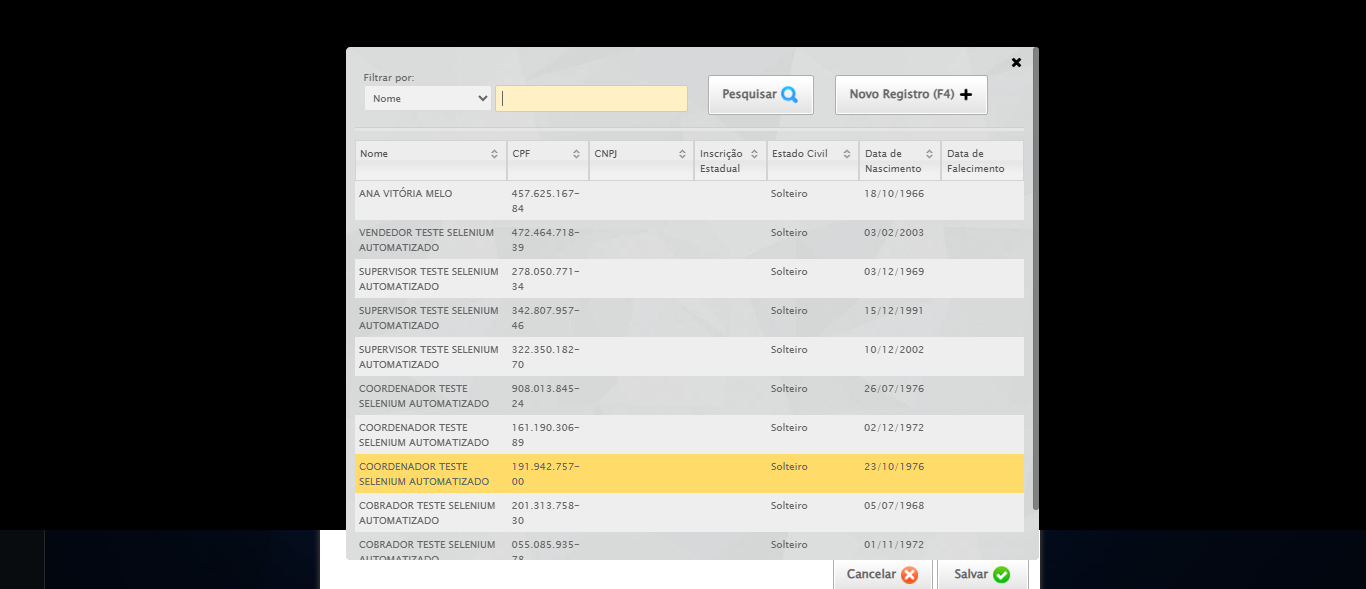 Filtrar por:
Nome
Pesquisar
Novo Registro (F4)
Nome CPF CNPJ Inscrição Estado Civil Data de Data de
Estadual Nascimento Falecimento
ANA VITÓRIA MELO 457.625.167- Solteiro 18/10/1966
84
VENDEDOR TESTE SELENIUM 472.464.718- Solteiro 03/02/2003
AUTOMATIZADO 39
SUPERVISOR TESTE SELENIUM 278.050.771- Solteiro 03/12/1969
AUTOMATIZADO 34
SUPERVISOR TESTE SELENIUM 342.807.957- Solteiro 15/12/1991
AUTOMATIZADO 46
SUPERVISOR TESTE SELENIUM 322.350.182- Solteiro 10/12/2002
AUTOMATIZADO 70
COORDENADOR TESTE 908.013.845- Solteiro 26/07/1976
SELENIUM AUTOMATIZADO 24
COORDENADOR TESTE 161.190.306- Solteiro 02/12/1972
SELENIUM AUTOMATIZADO 89
COORDENADOR TESTE 191.942.757- Solteiro 23/10/1976
SELENIUM AUTOMATIZADO 00
COBRADOR TESTE SELENIUM 201.313.758- Solteiro 05/07/1968
AUTOMATIZADO 30
COBRADOR TESTE SELENIUM 055.085.935- Solteiro 01/11/1972
AUTOMATIZADO
Cancelar
Salvar